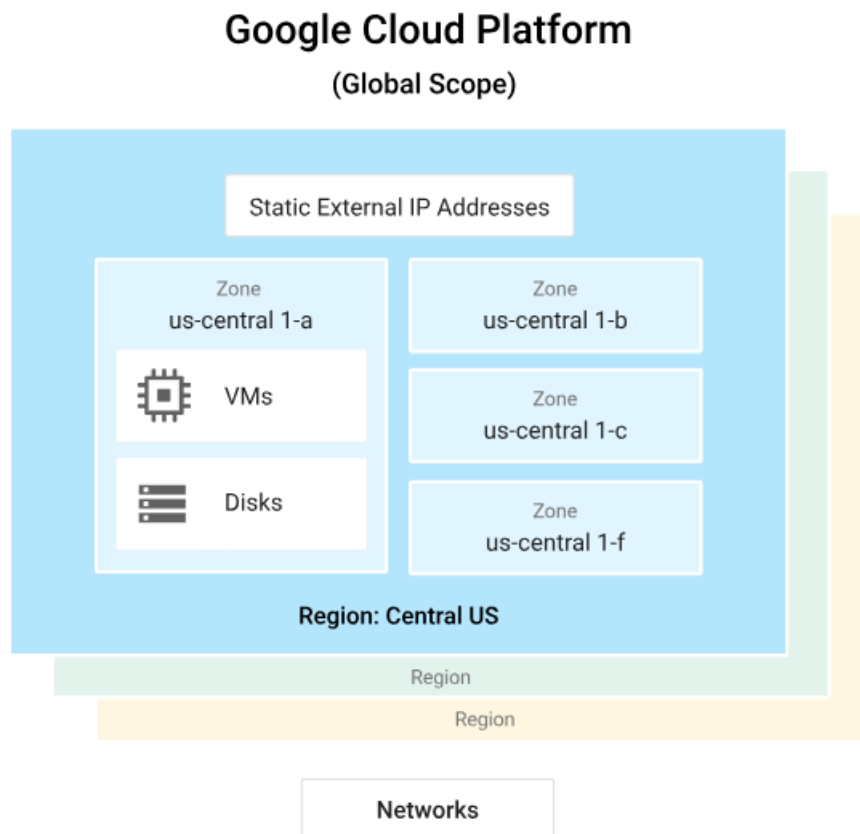 Google Cloud Platform
(Global Scope)
Static External IP Addresses
Zone
us-central 1-a
VMs
Disks
Zone
us-central 1-b
Zone
us-central 1-c
Zone
us-central 1-f
Region: Central US
Region
Region
Networks